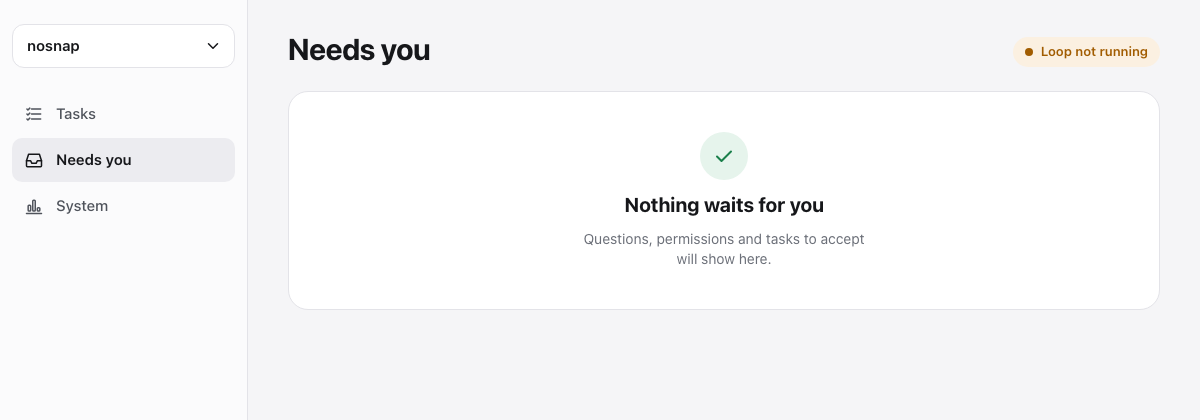 nosnap
Tasks
Needs you
System
Needs you
Loop not running
Nothing waits for you
Questions, permissions and tasks to accept
will show here.